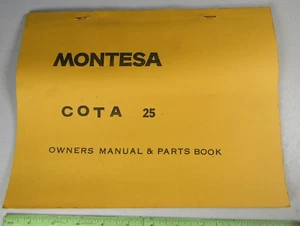 MONTESA
COTA 25
OWNERS MANUAL & PARTS BOOK